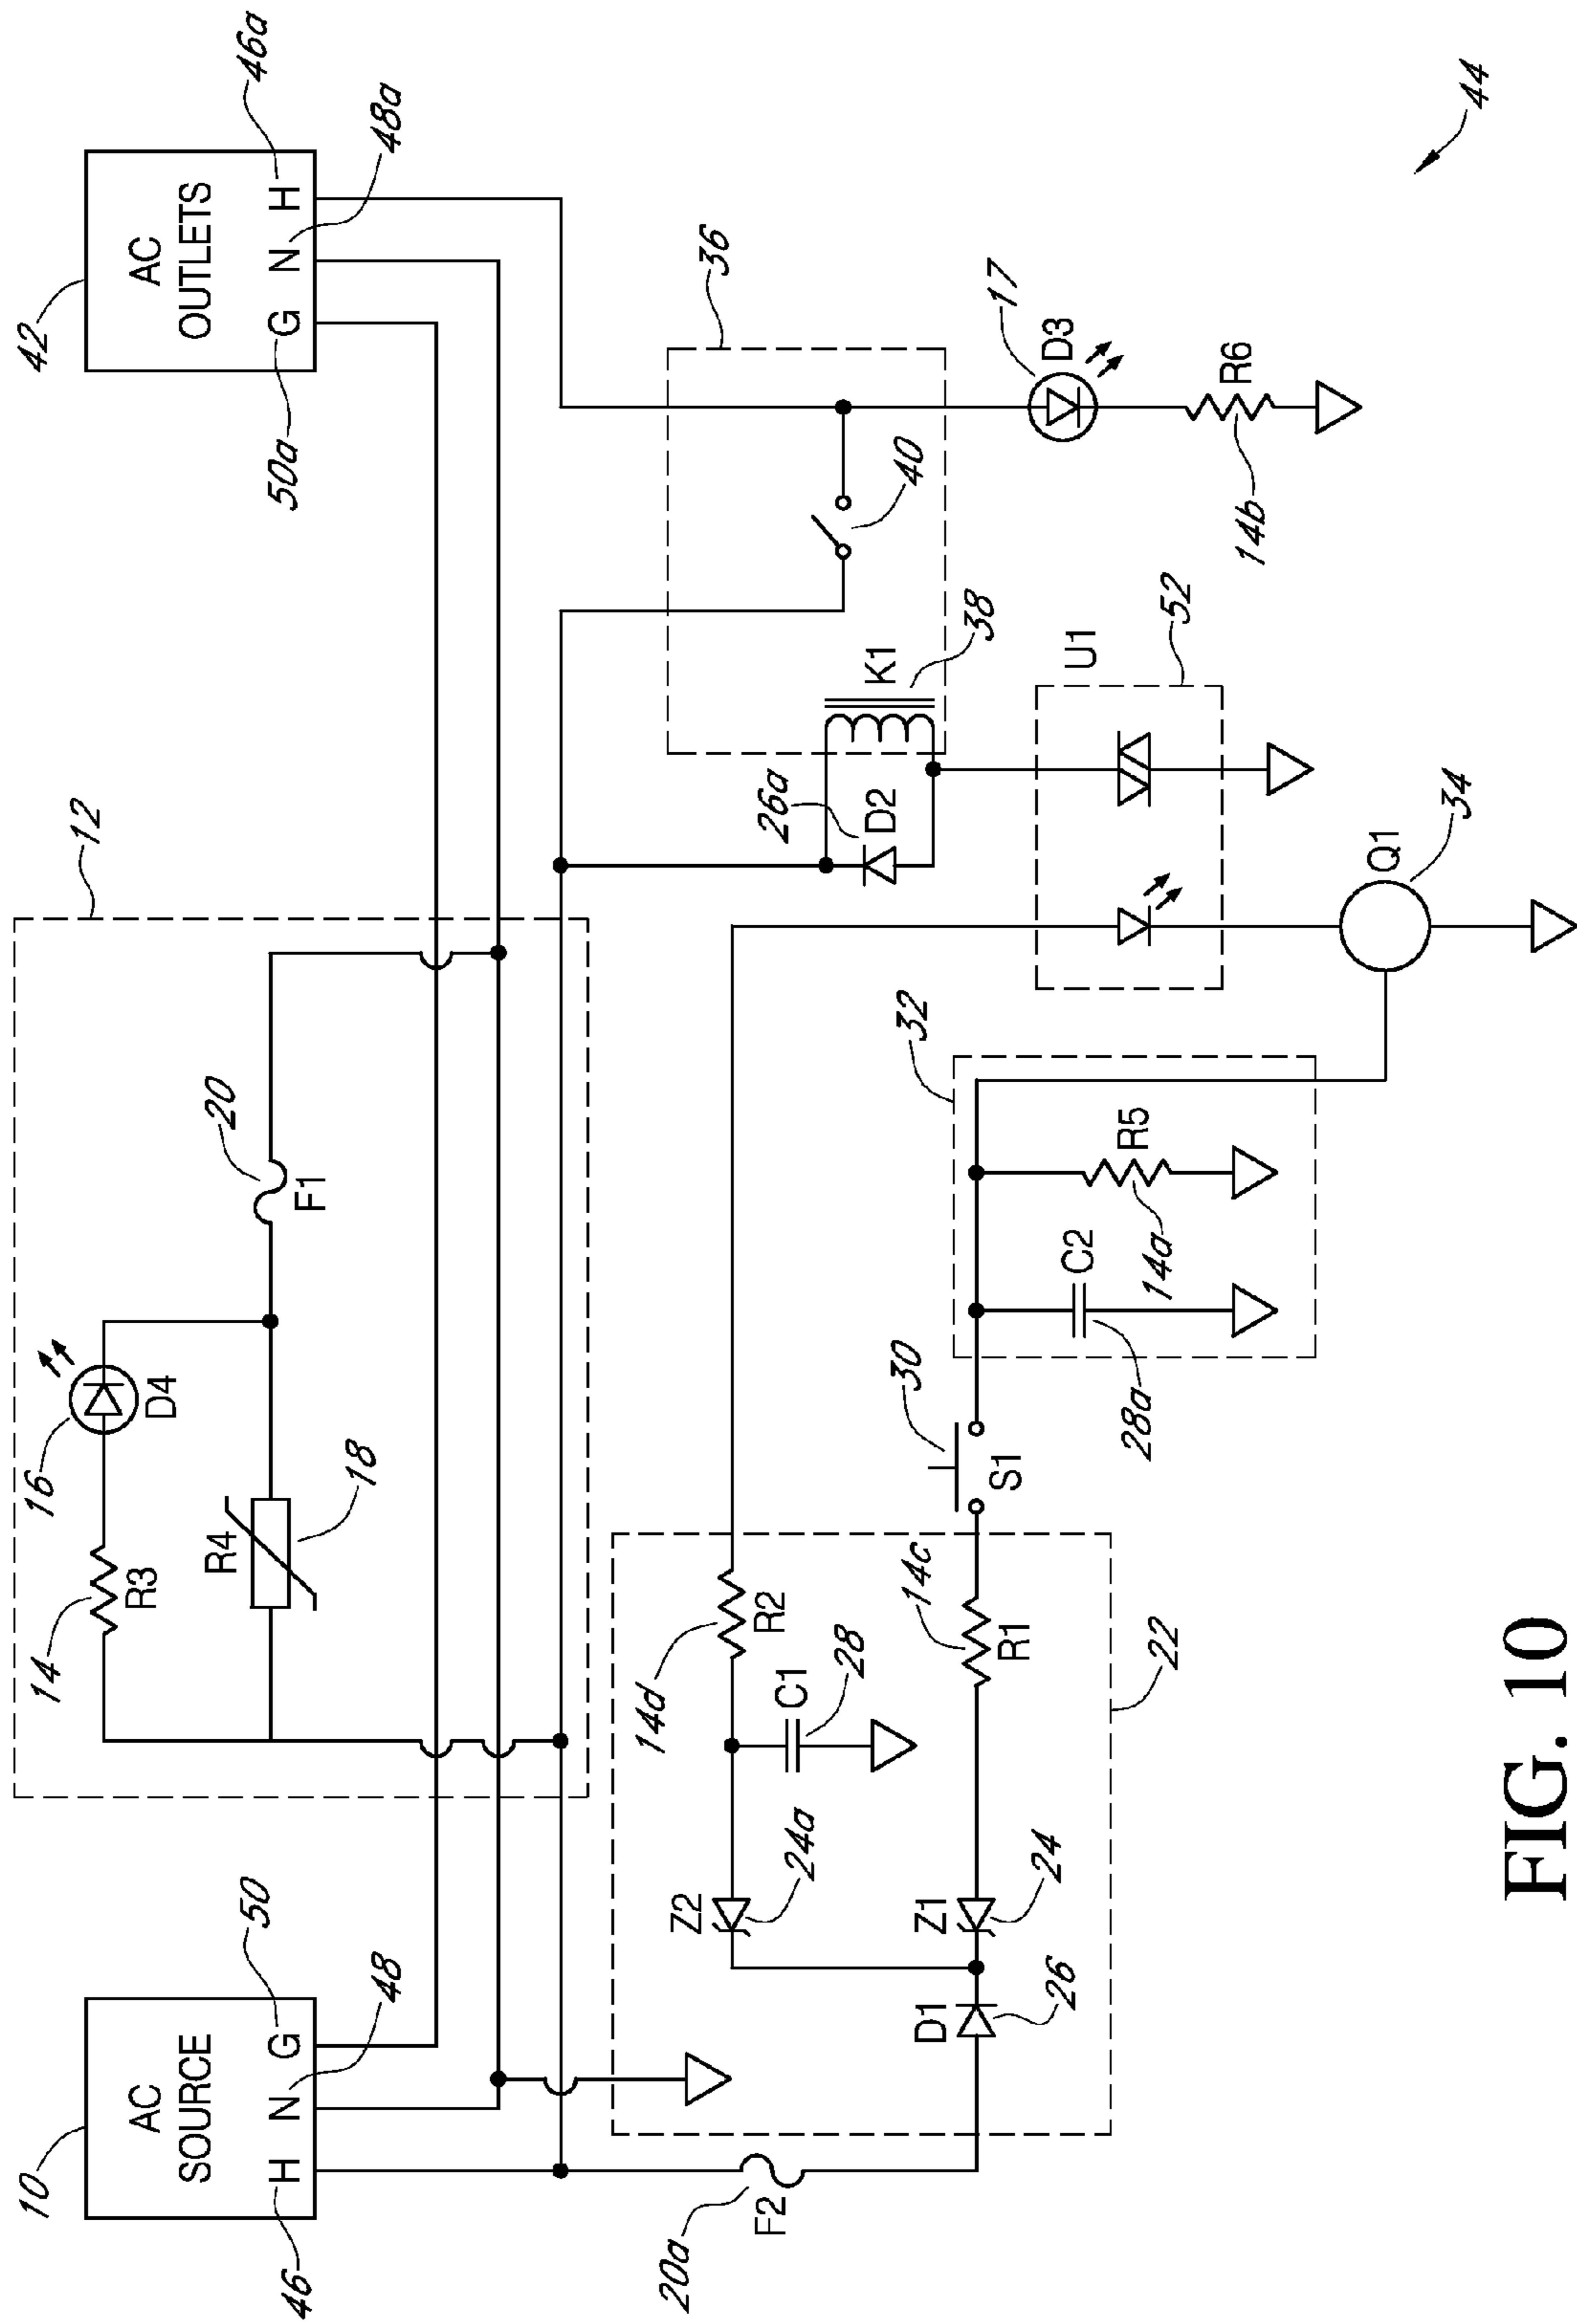 10
AC
SOURCE
H N G
46
48
50
12
14
R3
16
D4
R4
18
20
F1
42
AC
OUTLETS
G N H
50a
48a
46a
20a
F2
Z2
24a
14d
R2
C1
28
D1
26
Z1
24
14c
R1
22
30
S1
32
28a
C2
14a
R5
26a
D2
K1
38
36
40
U1
52
Q1
34
17
D3
14b
R6
44
FIG. 10